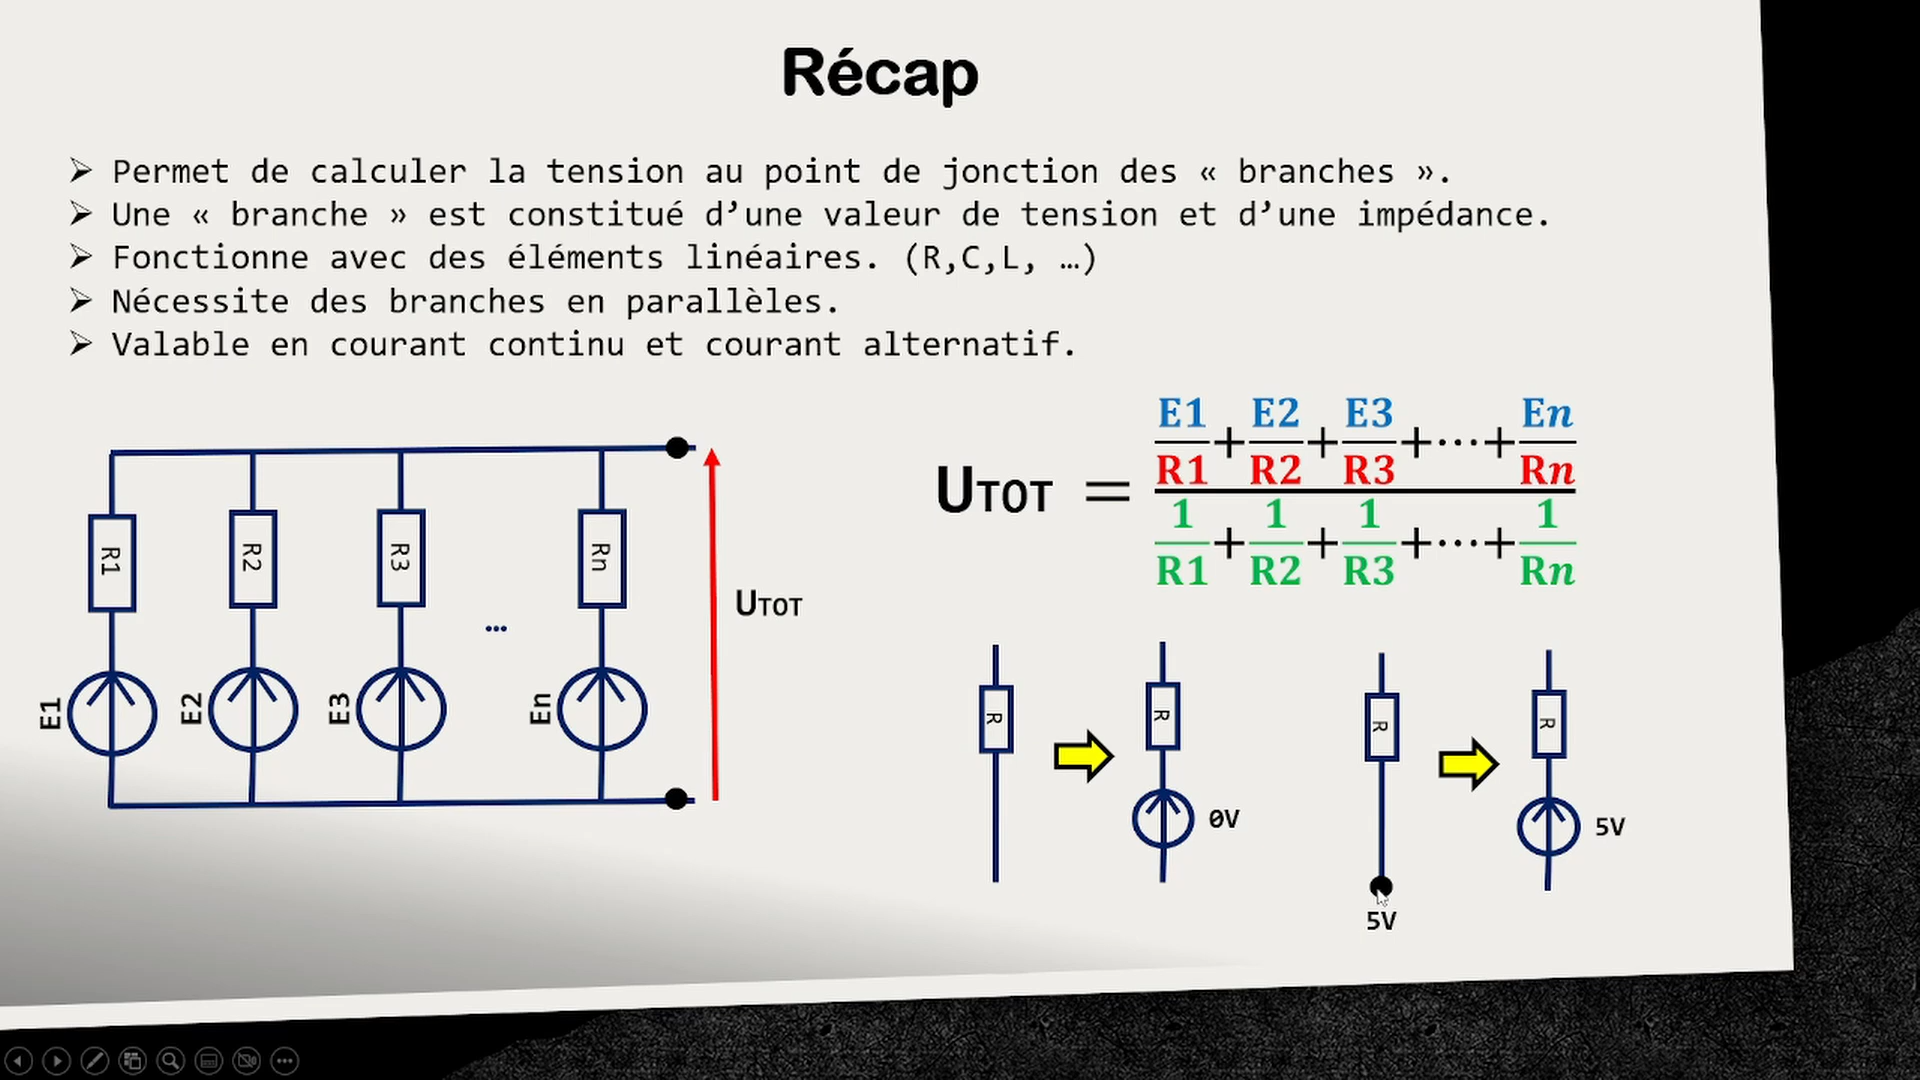 Récap
➢ Permet de calculer la tension au point de jonction des « branches ».
➢ Une « branche » est constitué d’une valeur de tension et d’une impédance.
➢ Fonctionne avec des éléments linéaires. (R,C,L, …)
➢ Nécessite des branches en parallèles.
➢ Valable en courant continu et courant alternatif.
R1 R2 R3 ... Rn
E1 E2 E3 En
UTOT
UTOT = (E1/R1 + E2/R2 + E3/R3 + ⋯ + En/Rn) / (1/R1 + 1/R2 + 1/R3 + ⋯ + 1/Rn)
R R R R
0V 5V
5V